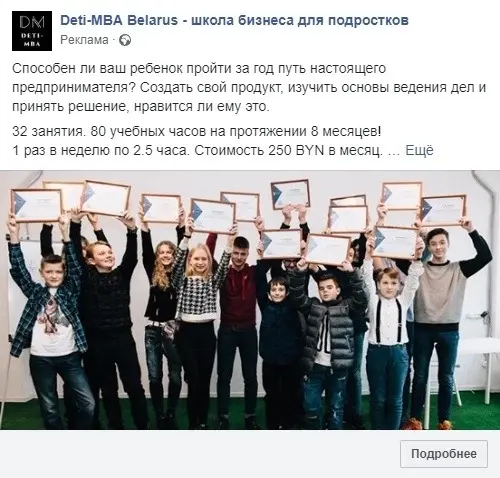 Deti-MBA Belarus - школа бизнеса для подростков
Реклама ·
DM
DETI-
MBA
Способен ли ваш ребенок пройти за год путь настоящего
предпринимателя? Создать свой продукт, изучить основы ведения дел и
принять решение, нравится ли ему это.
32 занятия. 80 учебных часов на протяжении 8 месяцев!
1 раз в неделю по 2.5 часа. Стоимость 250 BYN в месяц. … Ещё
Подробнее